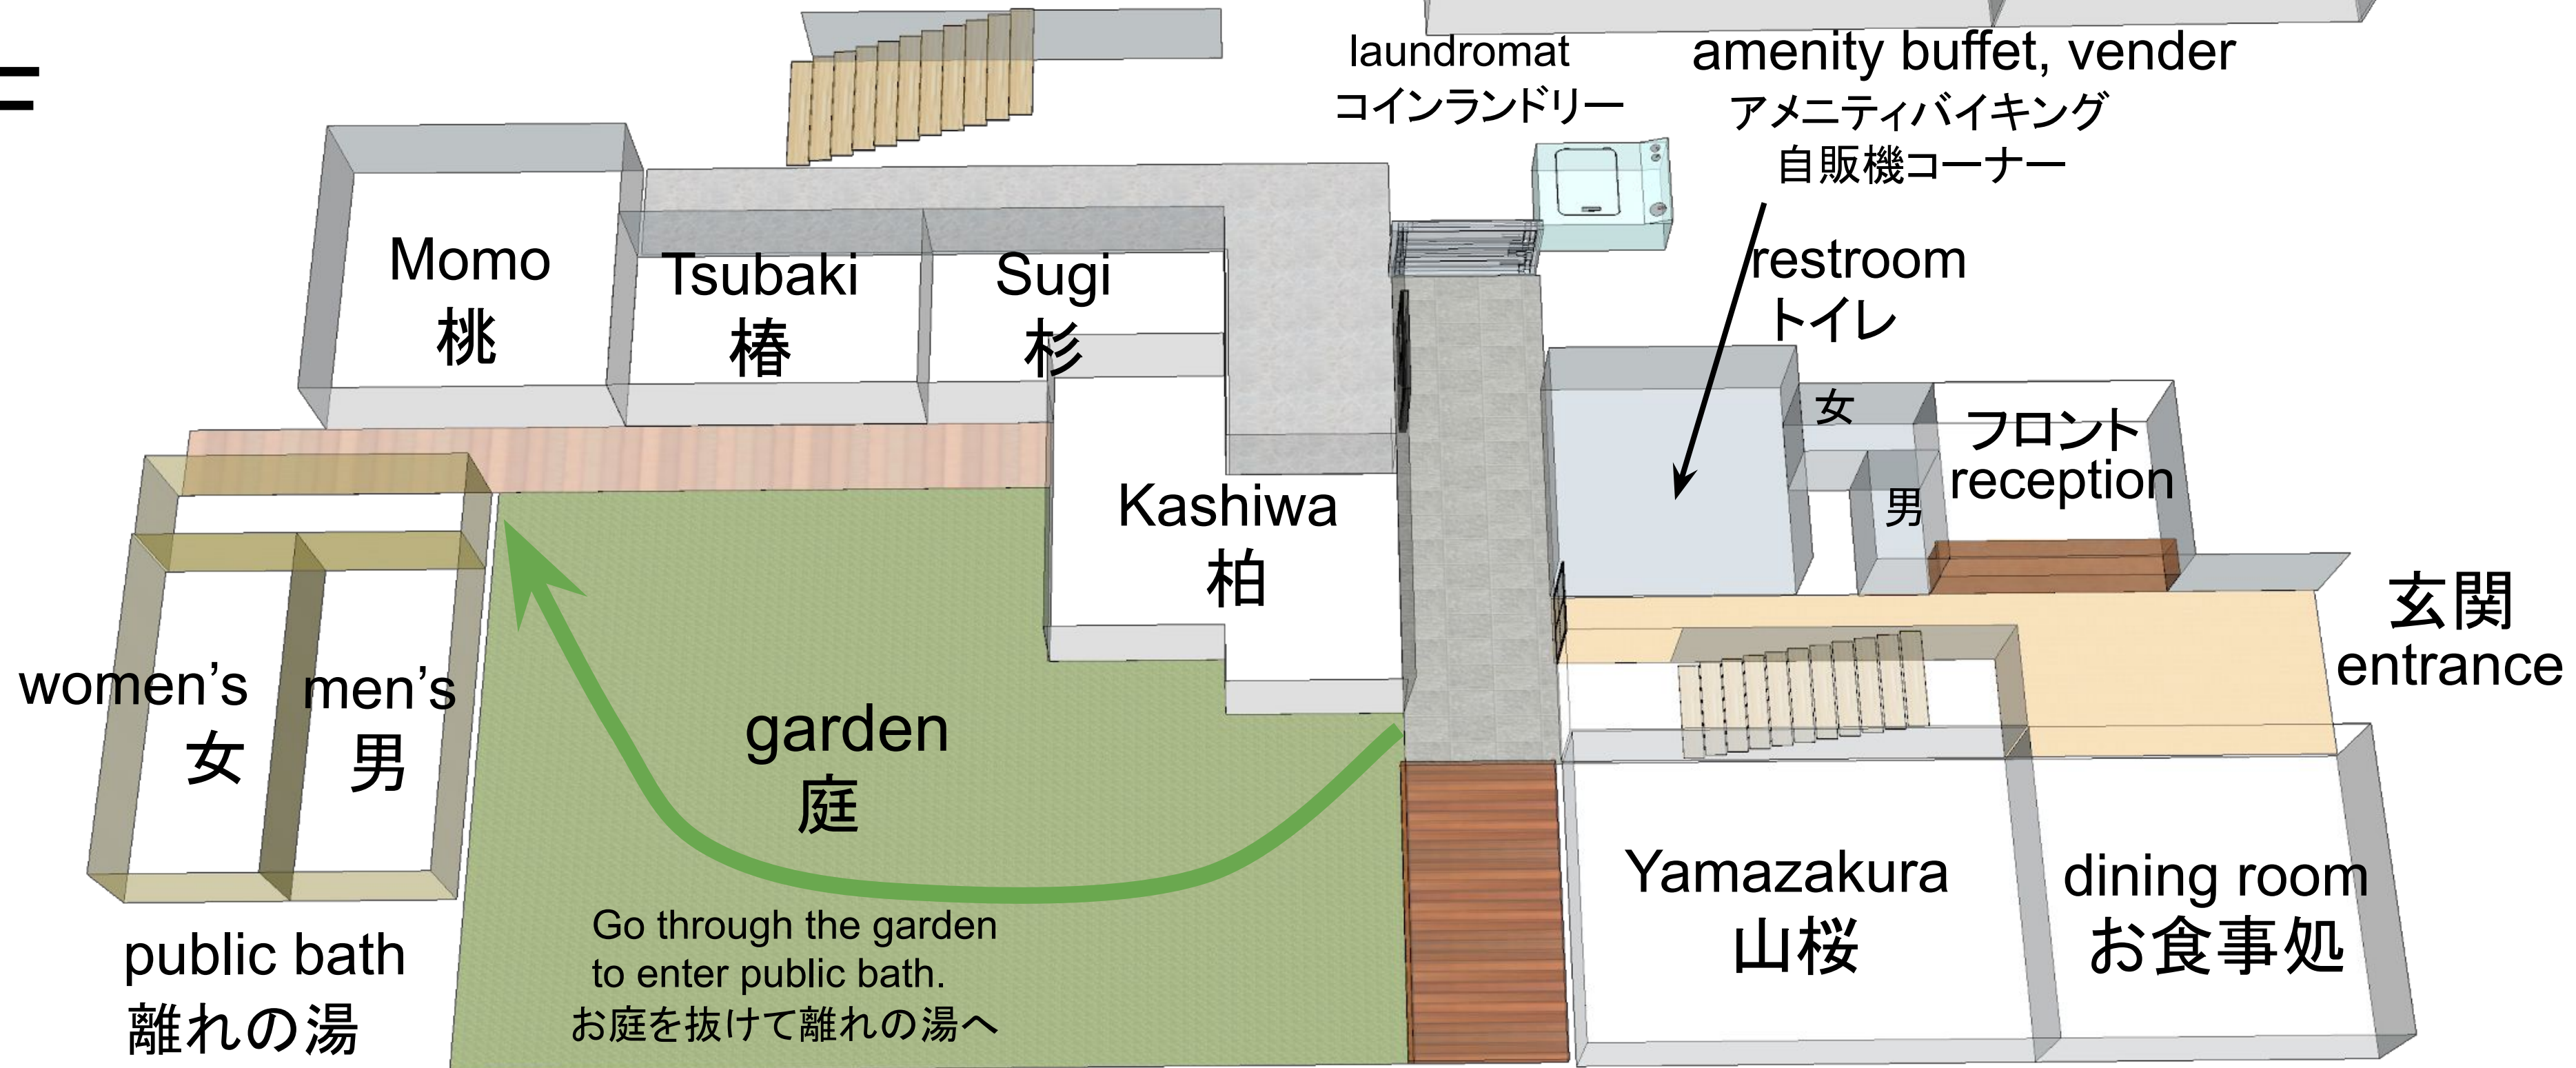 laundromat
コインランドリー
amenity buffet, vender
アメニティバイキング
自販機コーナー
restroom
トイレ
Momo
桃
Tsubaki
椿
Sugi
杉
女
男
フロント
reception
Kashiwa
柏
玄関
entrance
women's
女
men's
男
garden
庭
Yamazakura
山桜
dining room
お食事処
Go through the garden
to enter public bath.
お庭を抜けて離れの湯へ
public bath
離れの湯